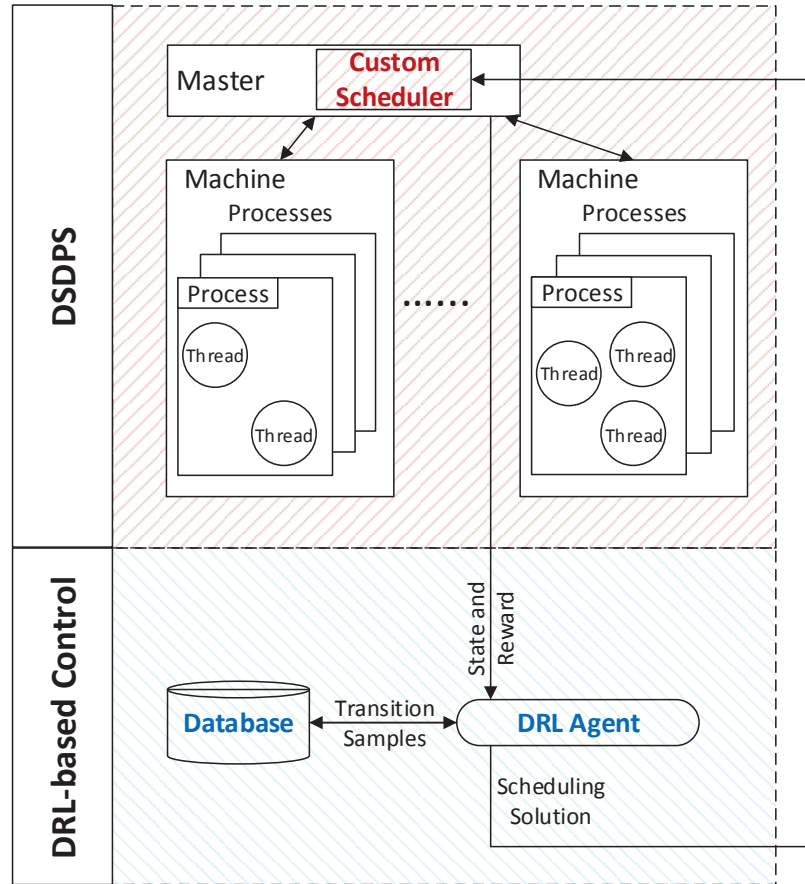 DSDPS
Master
Custom
Scheduler
Machine
Processes
Process
Thread
Thread
......
Machine
Processes
Process
Thread
Thread
Thread
DRL-based Control
State and
Reward
Database
Transition
Samples
DRL Agent
Scheduling
Solution